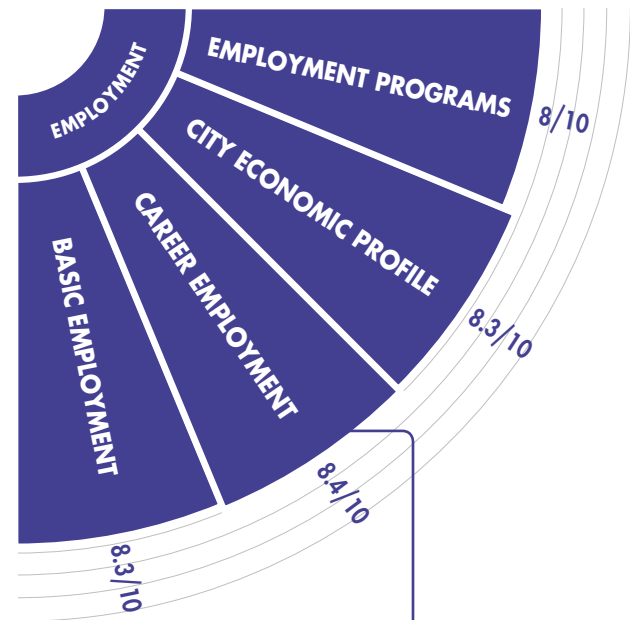 EMPLOYMENT
EMPLOYMENT PROGRAMS
8/10
CITY ECONOMIC PROFILE
8.3/10
CAREER EMPLOYMENT
8.4/10
BASIC EMPLOYMENT
8.3/10